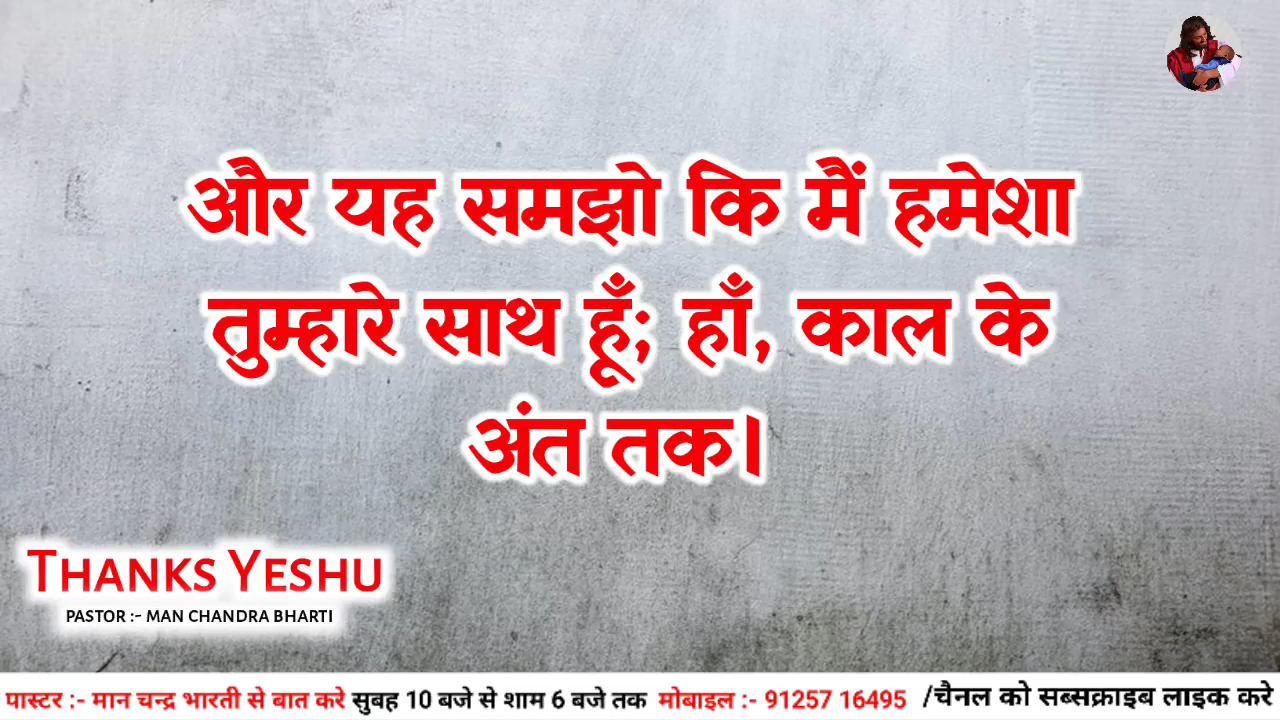 और यह समझो कि मैं हमेशा
तुम्हारे साथ हूँ; हाँ, काल के
अंत तक।
THANKS YESHU
PASTOR :- MAN CHANDRA BHARTI
पास्टर :- मान चन्द्र भारती से बात करे सुबह 10 बजे से शाम 6 बजे तक मोबाइल :- 91257 16495 /चैनल को सब्सक्राइब लाइक करे